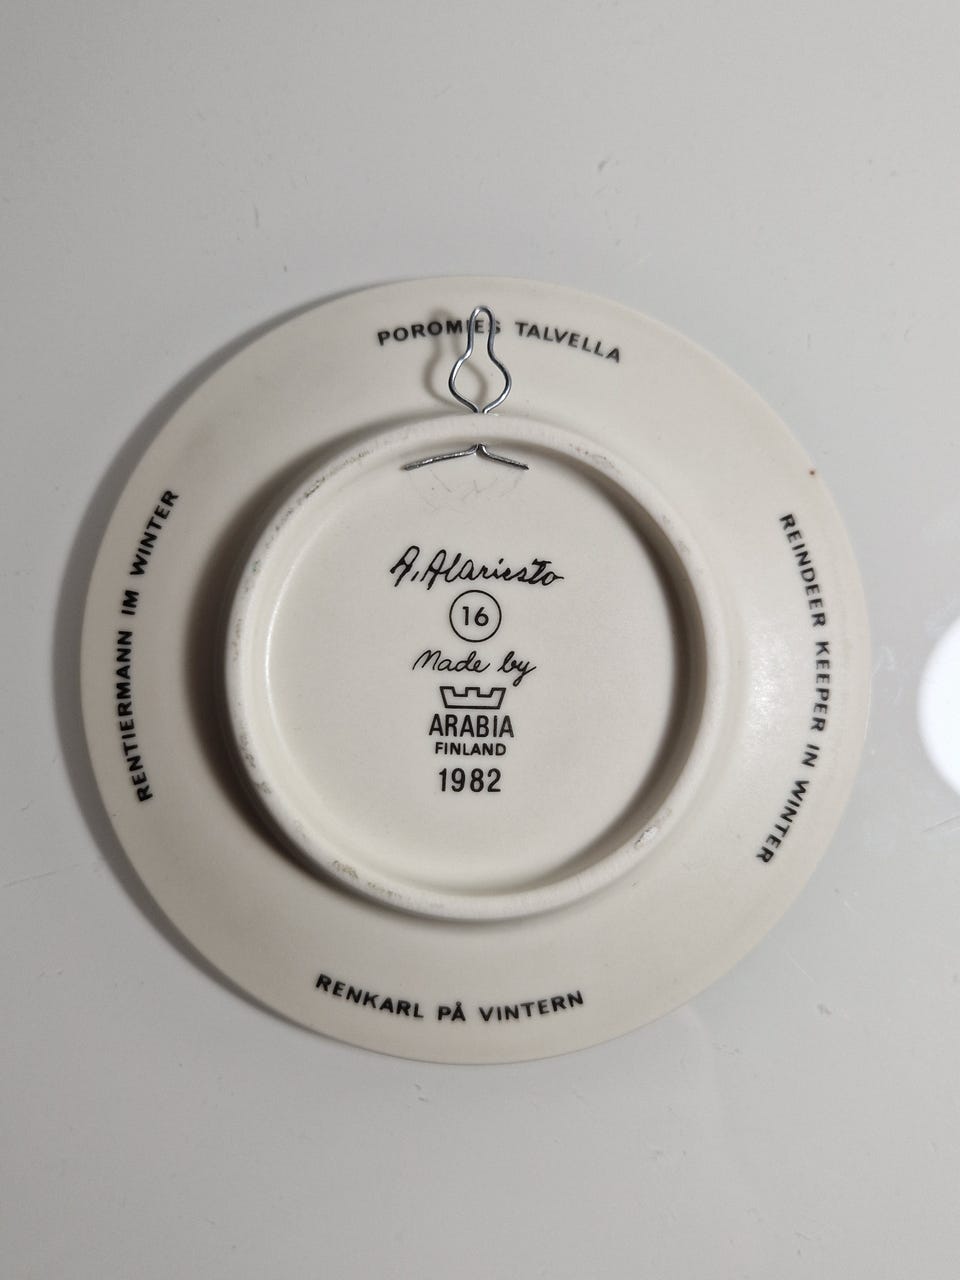 POROMIES TALVELLA
REINDEER KEEPER IN WINTER
RENKARL PÅ VINTERN
RENTIERMANN IM WINTER
A. Alariesto
16
Made by
ARABIA
FINLAND
1982